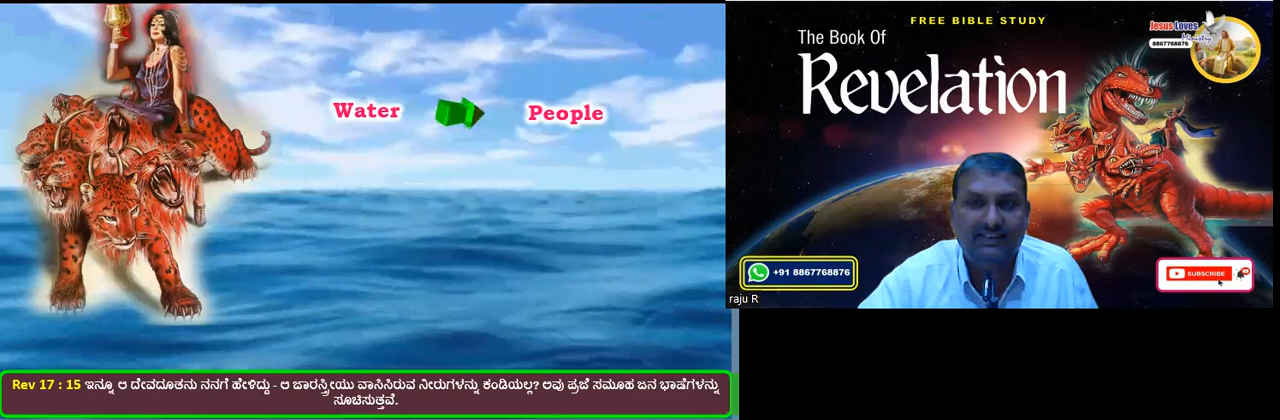 Water
People
Rev 17 : 15 ಇನ್ನೂ ಆ ದೇವದೂತನು ನನಗೆ ಹೇಳಿದ್ದು - ಆ ಜಾರಸ್ತ್ರೀಯು ವಾಸಿಸಿರುವ ನೀರುಗಳನ್ನು ಕಂಡಿಯಲ್ಲ? ಅವು ಪ್ರಜೆ ಸಮೂಹ ಜನ ಭಾಷೆಗಳನ್ನು
ಸೂಚಿಸುತ್ತವೆ.
FREE BIBLE STUDY
The Book Of
Revelation
Jesus Loves
Ministry
8867768876
+91 8867768876
SUBSCRIBE
raju R